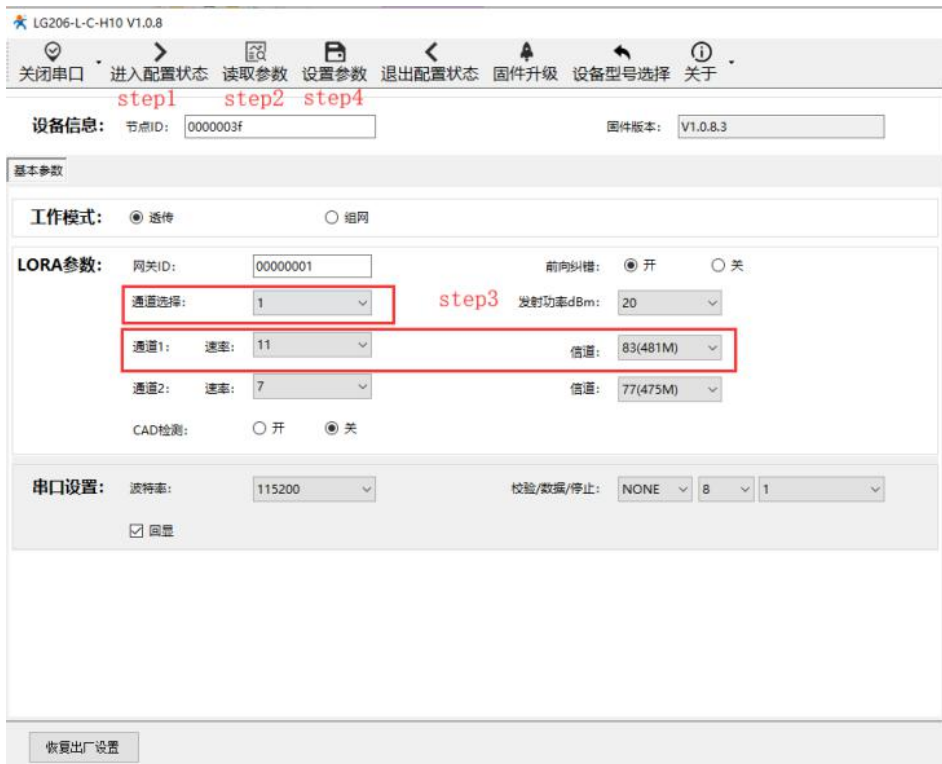 LG206-L-C-H10 V1.0.8
关闭串口 进入配置状态 读取参数 设置参数 退出配置状态 固件升级 设备型号选择 关于
step1 step2 step4
设备信息: 节点ID: 0000003f 固件版本: V1.0.8.3
基本参数
工作模式: 透传 组网
LORA参数: 网关ID: 00000001 前向纠错: 开 关
通道选择: 1 step3 发射功率dBm: 20
通道1: 速率: 11 信道: 83(481M)
通道2: 速率: 7 信道: 77(475M)
CAD检测: 开 关
串口设置: 波特率: 115200 校验/数据/停止: NONE 8 1
回显
恢复出厂设置